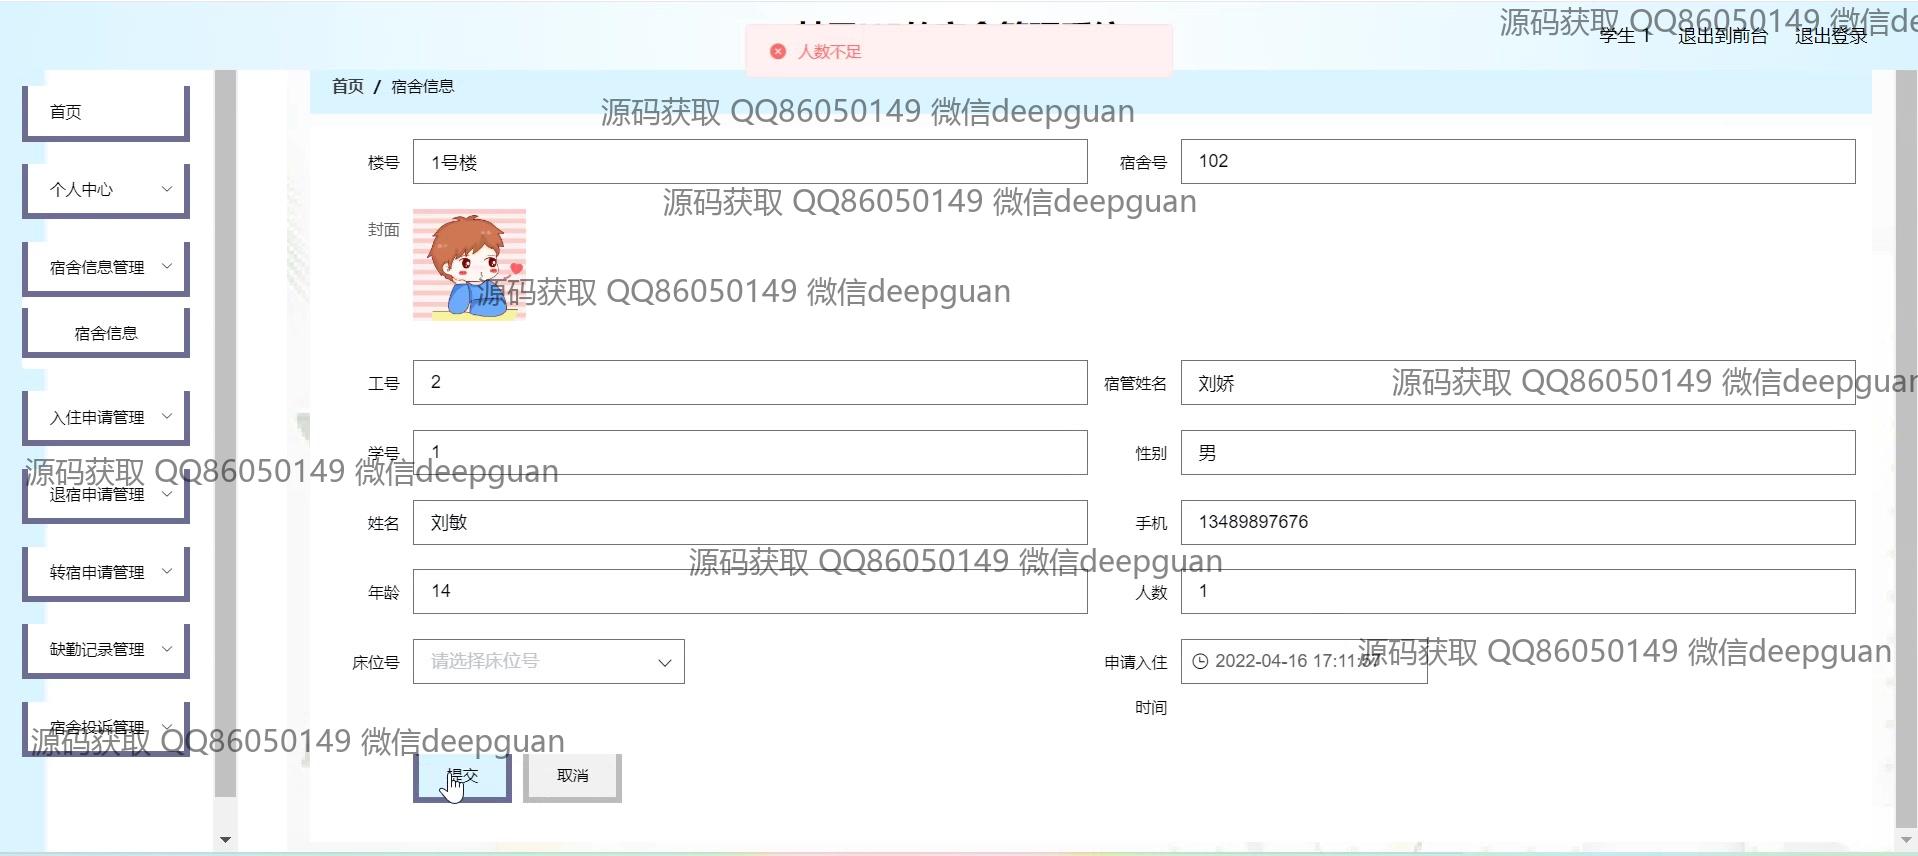 源码获取 QQ86050149 微信de
人数不足
学生 1 退出到前台 退出登录
首页 / 宿舍信息
源码获取 QQ86050149 微信deepguan
首页
楼号 1号楼 宿舍号 102
个人中心
源码获取 QQ86050149 微信deepguan
封面
宿舍信息管理
源码获取 QQ86050149 微信deepguan
宿舍信息
工号 2 宿管姓名 刘娇
源码获取 QQ86050149 微信deepguan
入住申请管理
学号 1 性别 男
源码获取 QQ86050149 微信deepguan
退宿申请管理
姓名 刘敏 手机 13489897676
源码获取 QQ86050149 微信deepguan
转宿申请管理
年龄 14 人数 1
缺勤记录管理
床位号 请选择床位号 申请入住 2022-04-16 17:11:57
源码获取 QQ86050149 微信deepguan
时间
宿舍投诉管理
源码获取 QQ86050149 微信deepguan
提交 取消